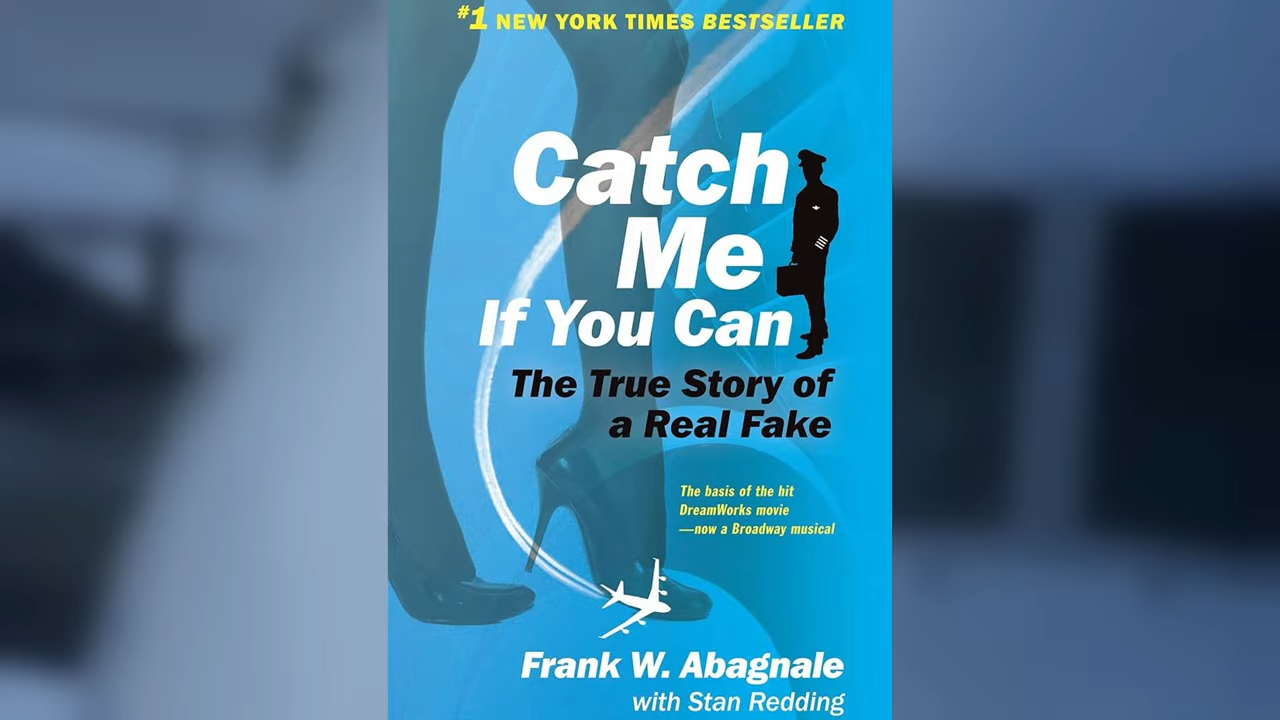 #1 NEW YORK TIMES BESTSELLER
Catch
Me
If You Can
The True Story of
a Real Fake
The basis of the hit
DreamWorks movie
—now a Broadway musical
Frank W. Abagnale
with Stan Redding